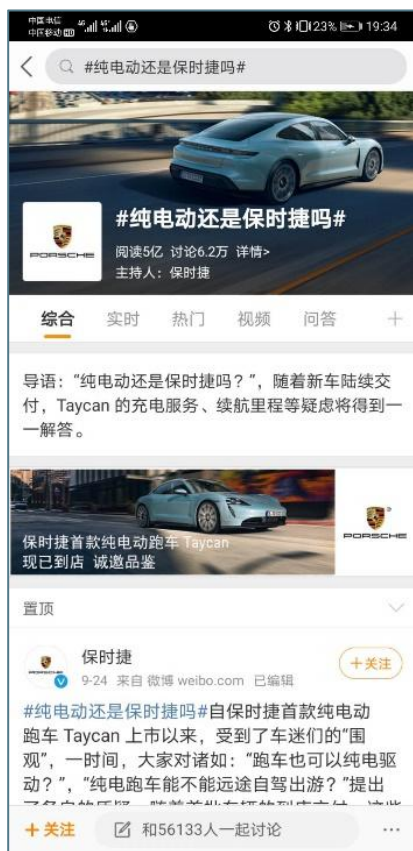 中国电信
中国移动 HD 4G 4G 23% 19:34
#纯电动还是保时捷吗#
#纯电动还是保时捷吗#
阅读5亿 讨论6.2万 详情>
主持人：保时捷
PORSCHE
综合 实时 热门 视频 问答
导语：“纯电动还是保时捷吗？”，随着新车陆续交
付，Taycan 的充电服务、续航里程等疑虑将得到一
一解答。
保时捷首款纯电动跑车 Taycan
现已到店 诚邀品鉴
PORSCHE
置顶
保时捷
9-24 来自 微博 weibo.com 已编辑
+关注
#纯电动还是保时捷吗#自保时捷首款纯电动
跑车 Taycan 上市以来，受到了车迷们的“围
观”，一时间，大家对诸如：“跑车也可以纯电驱
动？”，“纯电跑车能不能远途自驾出游？”提出
+关注 和56133人一起讨论